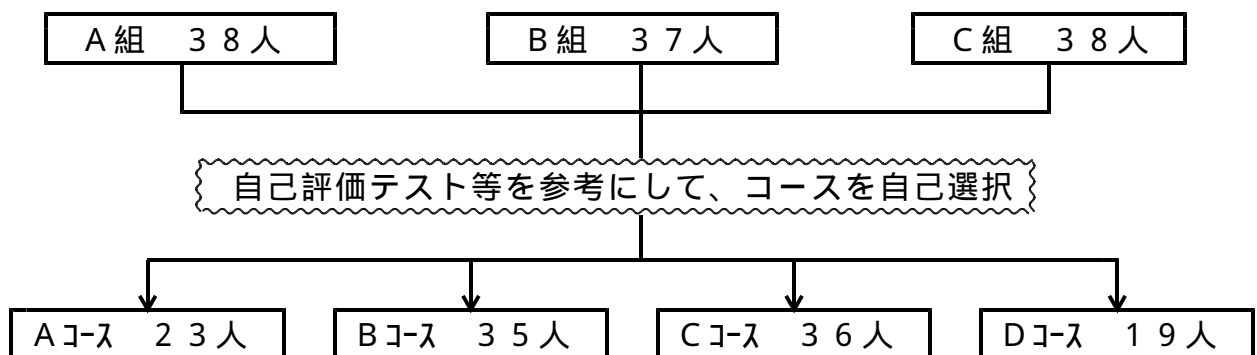 A組　３８人
B組　３７人
C組　３８人
自己評価テスト等を参考にして、コースを自己選択
Aｺｰｽ　２３人
Bｺｰｽ　３５人
Cｺｰｽ　３６人
Dｺｰｽ　１９人